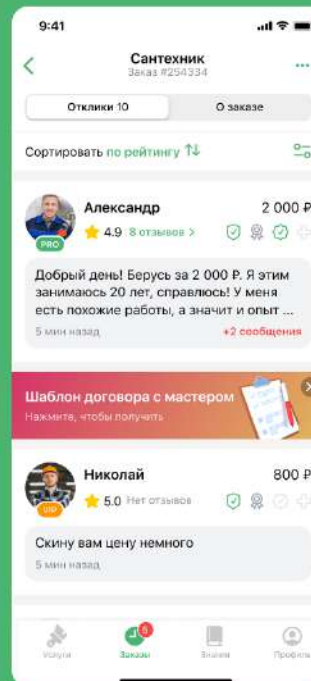 9:41
Сантехник
Заказ #254334
Отклики 10
О заказе
Сортировать по рейтингу
Александр
2 000 ₽
4.9 8 отзывов >
PRO
Добрый день! Берусь за 2 000 ₽. Я этим
занимаюсь 20 лет, справлюсь! У меня
есть похожие работы, а значит и опыт ...
5 мин назад
+2 сообщения
Шаблон договора с мастером
Нажмите, чтобы получить
Николай
800 ₽
5.0 Нет отзывов
VIP
Скину вам цену немного
5 мин назад
Услуги
Заказы
Знания
Профиль